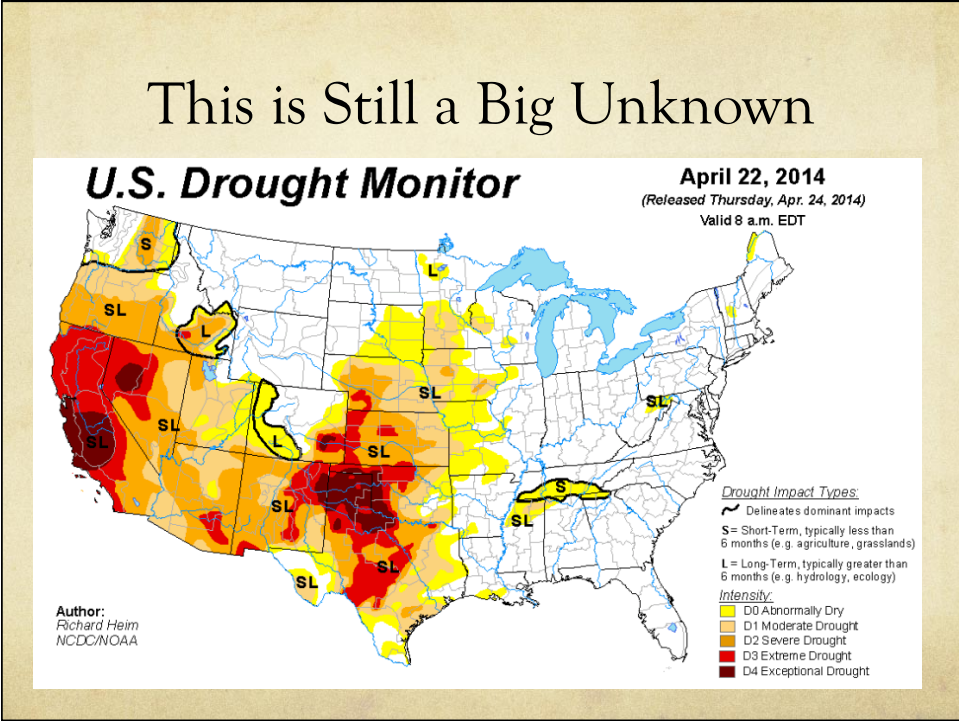 This is Still a Big Unknown
U.S. Drought Monitor
April 22, 2014
(Released Thursday, Apr. 24, 2014)
Valid 8 a.m. EDT
S
L
SL
L
SL
SL
SL
L
SL
SL
S
SL
SL
SL
SL
Author:
Richard Heim
NCDC/NOAA
Drought Impact Types:
Delineates dominant impacts
S = Short-Term, typically less than
6 months (e.g. agriculture, grasslands)
L = Long-Term, typically greater than
6 months (e.g. hydrology, ecology)
Intensity:
D0 Abnormally Dry
D1 Moderate Drought
D2 Severe Drought
D3 Extreme Drought
D4 Exceptional Drought